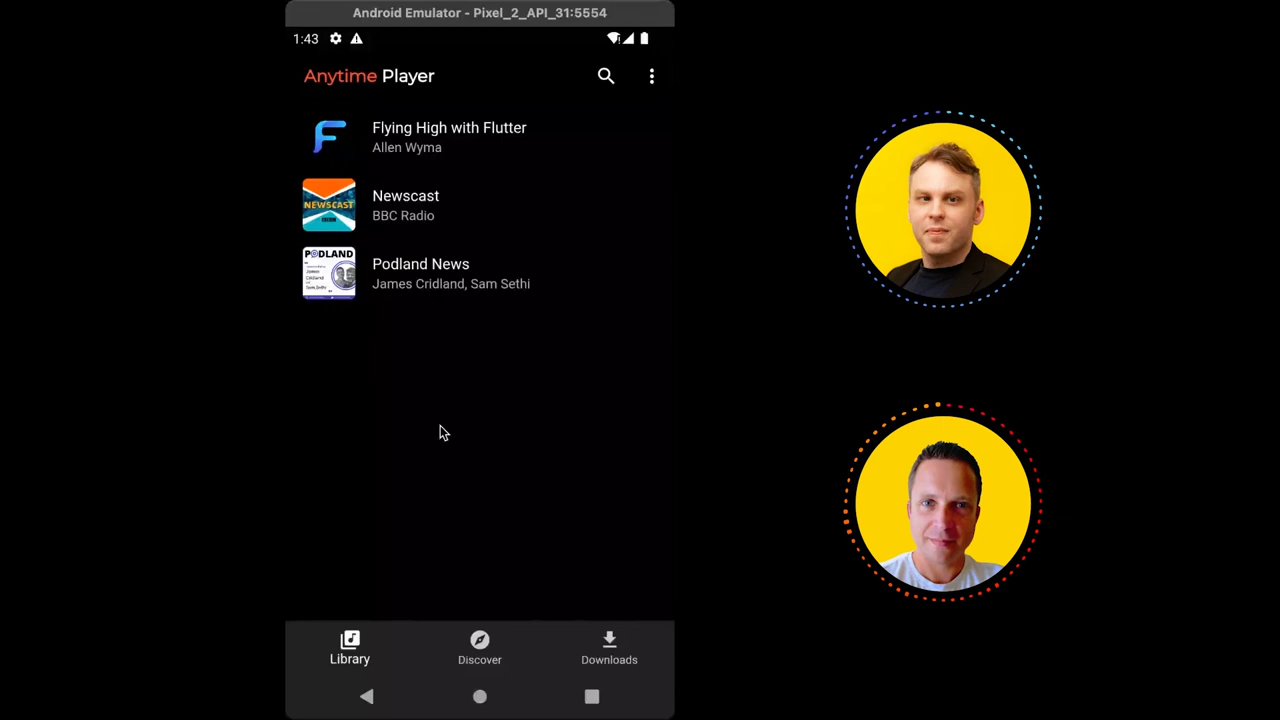 Android Emulator - Pixel_2_API_31:5554
1:43
Anytime Player
Flying High with Flutter
Allen Wyma
NEWSCAST
Newscast
BBC Radio
PODLAND
Podland News
James Cridland, Sam Sethi
Library
Discover
Downloads